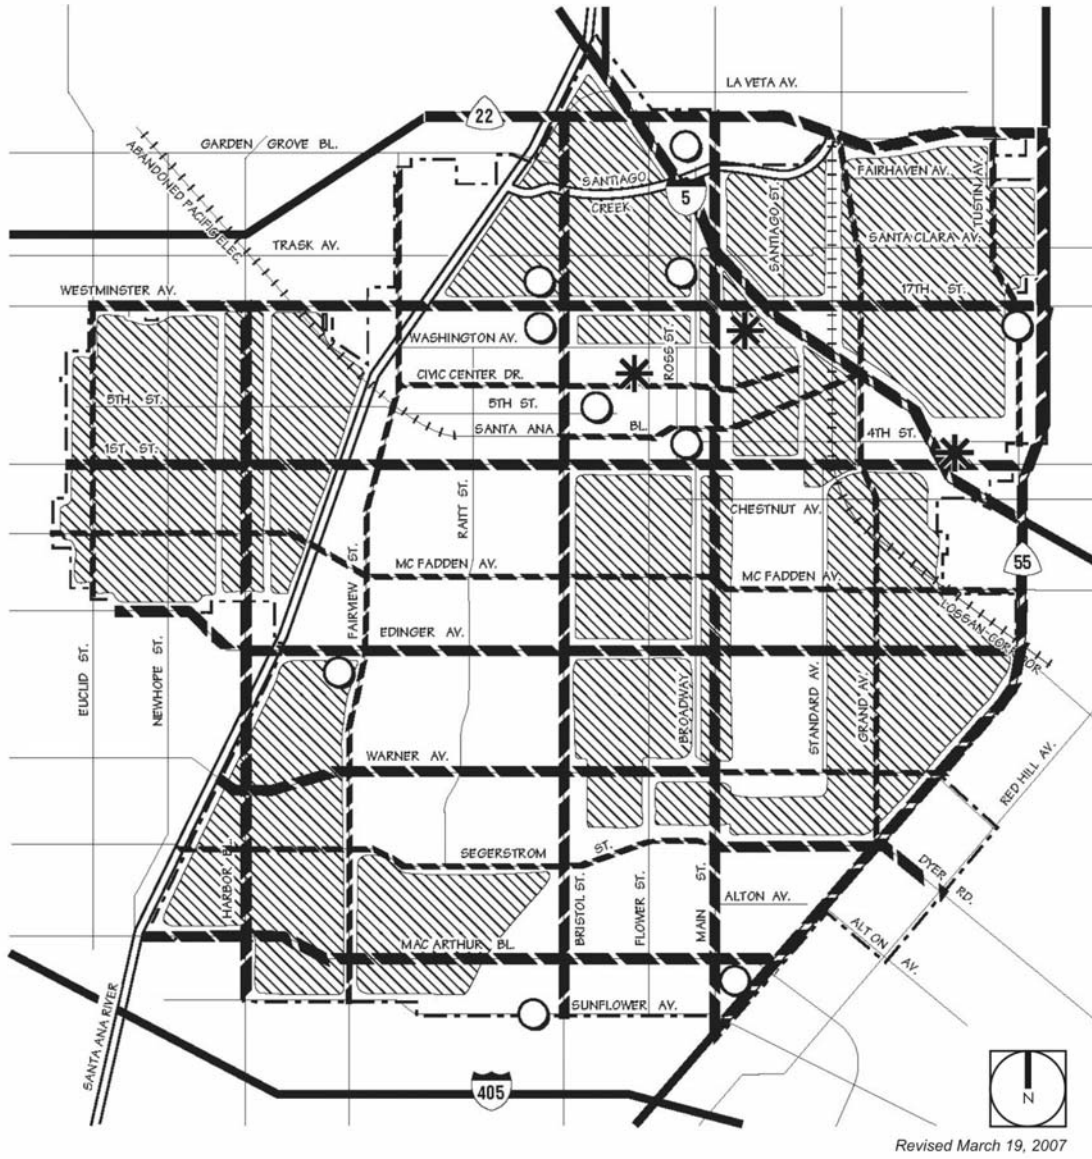 LA VETA AV.
22
GARDEN GROVE BL.
ABANDONED PACIFIC ELEC.
SANTIAGO
CREEK
5
SANTIAGO ST.
FAIRHAVEN AV.
TUSTIN AV.
SANTA CLARA AV.
TRASK AV.
WESTMINSTER AV.
17TH ST.
WASHINGTON AV.
ROSS ST.
CIVIC CENTER DR.
5TH ST.
5TH ST.
SANTA ANA BL.
4TH ST.
1ST ST.
RAITT ST.
CHESTNUT AV.
FAIRVIEW ST.
MC FADDEN AV.
MC FADDEN AV.
55
LOSSAN CORRIDOR
EDINGER AV.
EUCLID ST.
NEWHOPE ST.
BROADWAY
STANDARD AV.
GRAND AV.
WARNER AV.
RED HILL AV.
SEGERSTROM ST.
HARBOR BL.
BRISTOL ST.
FLOWER ST.
MAIN ST.
ALTON AV.
DYER RD.
ALTON AV.
MAC ARTHUR BL.
SUNFLOWER AV.
SANTA ANA RIVER
405
N
Revised March 19, 2007